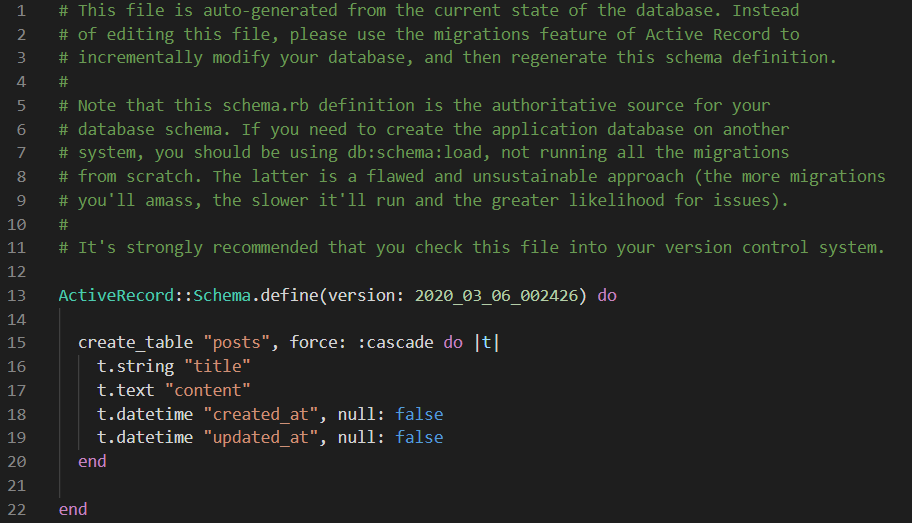 1 # This file is auto-generated from the current state of the database. Instead
2 # of editing this file, please use the migrations feature of Active Record to
3 # incrementally modify your database, and then regenerate this schema definition.
4 #
5 # Note that this schema.rb definition is the authoritative source for your
6 # database schema. If you need to create the application database on another
7 # system, you should be using db:schema:load, not running all the migrations
8 # from scratch. The latter is a flawed and unsustainable approach (the more migrations
9 # you'll amass, the slower it'll run and the greater likelihood for issues).
10 #
11 # It's strongly recommended that you check this file into your version control system.
12
13 ActiveRecord::Schema.define(version: 2020_03_06_002426) do
14
15   create_table "posts", force: :cascade do |t|
16     t.string "title"
17     t.text "content"
18     t.datetime "created_at", null: false
19     t.datetime "updated_at", null: false
20   end
21
22 end